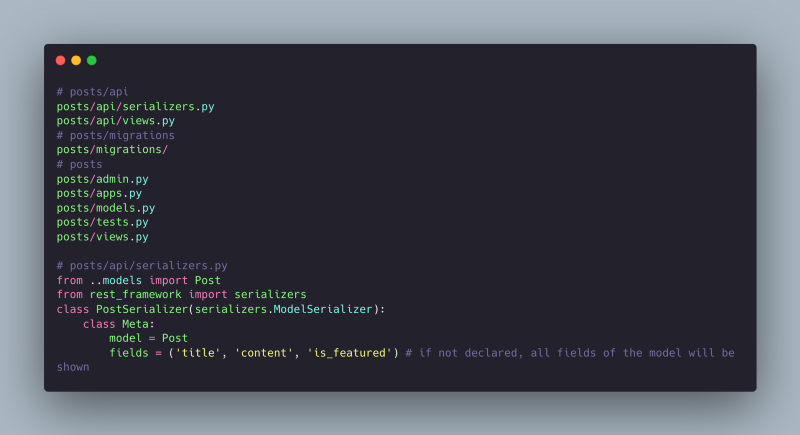 # posts/api
posts/api/serializers.py
posts/api/views.py
# posts/migrations
posts/migrations/
# posts
posts/admin.py
posts/apps.py
posts/models.py
posts/tests.py
posts/views.py

# posts/api/serializers.py
from ..models import Post
from rest_framework import serializers
class PostSerializer(serializers.ModelSerializer):
    class Meta:
        model = Post
        fields = ('title', 'content', 'is_featured') # if not declared, all fields of the model will be
shown